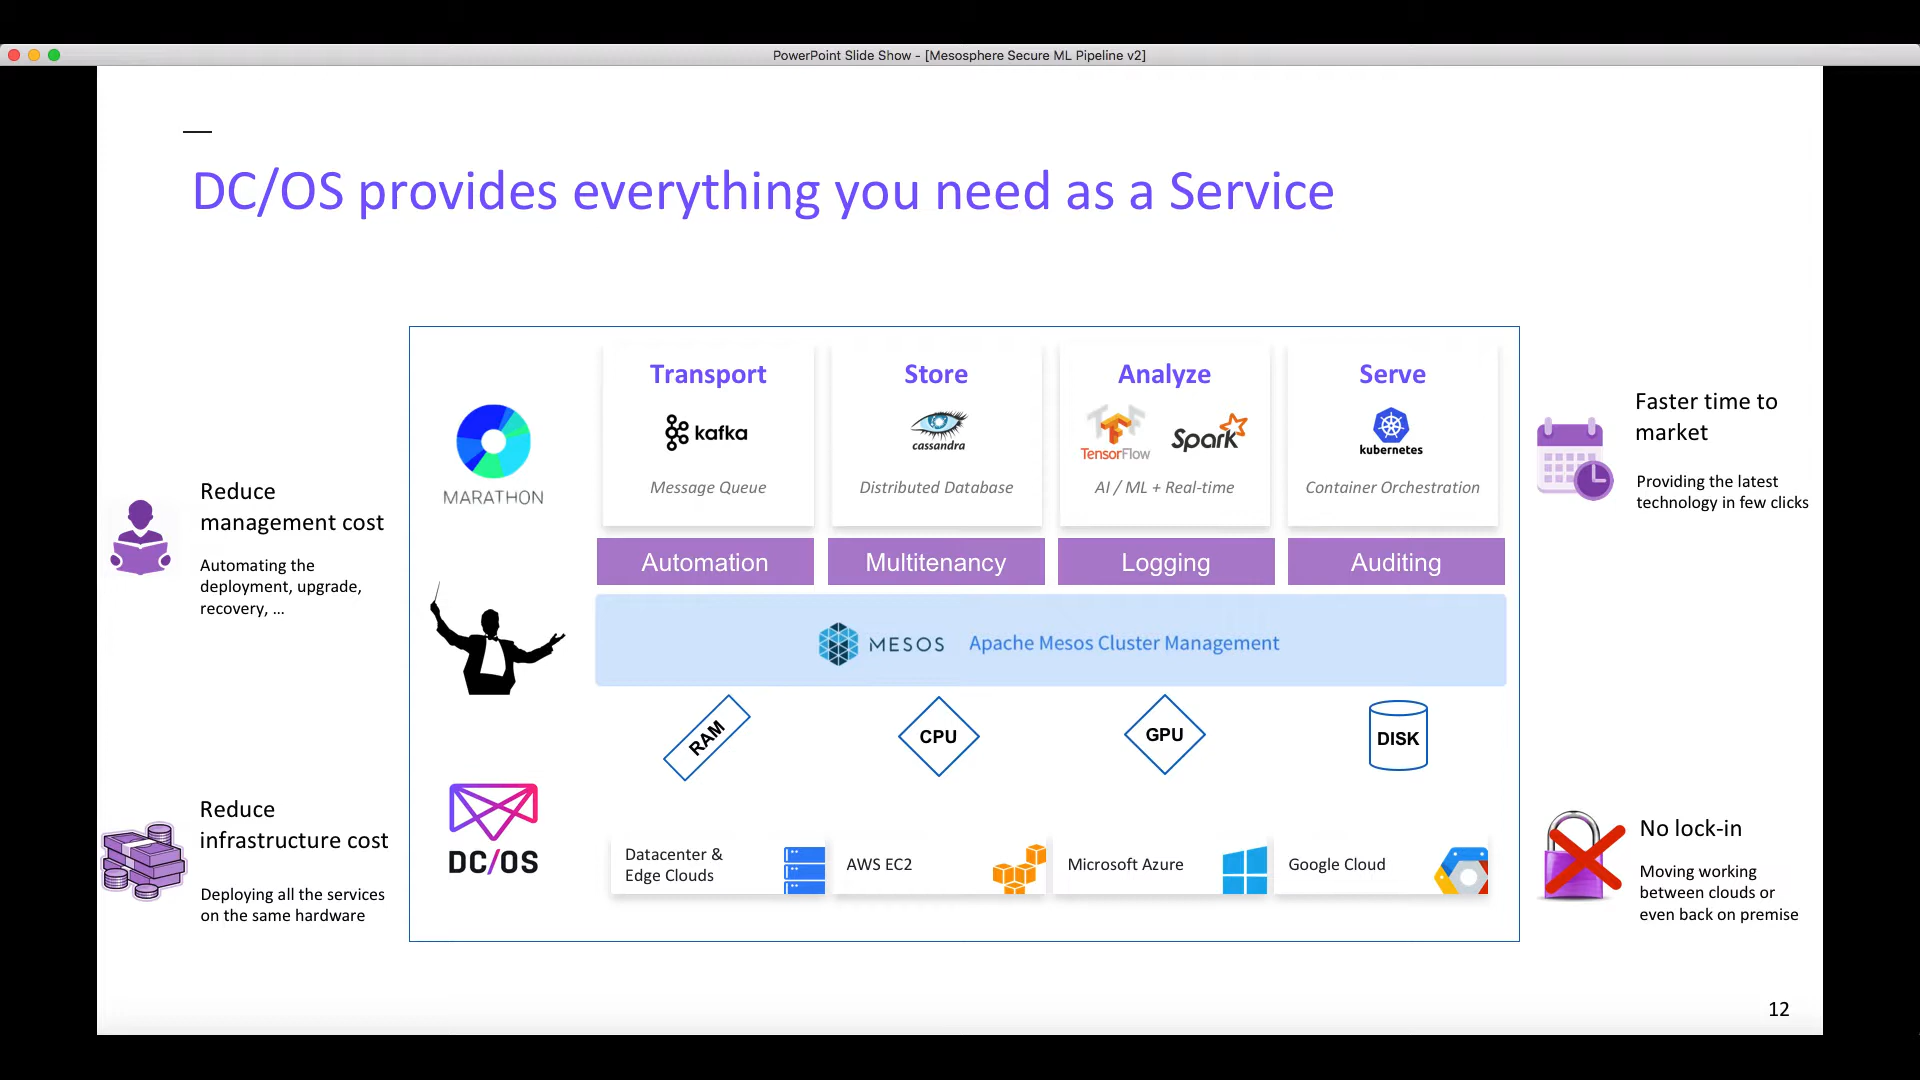 PowerPoint Slide Show - [Mesosphere Secure ML Pipeline v2]
DC/OS provides everything you need as a Service
Reduce
management cost
Automating the
deployment, upgrade,
recovery, ...
Reduce
infrastructure cost
Deploying all the services
on the same hardware
MARATHON
DC/OS
Transport
kafka
Message Queue
Store
cassandra
Distributed Database
Analyze
TensorFlow
Spark
AI / ML + Real-time
Serve
kubernetes
Container Orchestration
Automation
Multitenancy
Logging
Auditing
MESOS
Apache Mesos Cluster Management
RAM
CPU
GPU
DISK
Datacenter &
Edge Clouds
AWS EC2
Microsoft Azure
Google Cloud
Faster time to
market
Providing the latest
technology in few clicks
No lock-in
Moving working
between clouds or
even back on premise
12